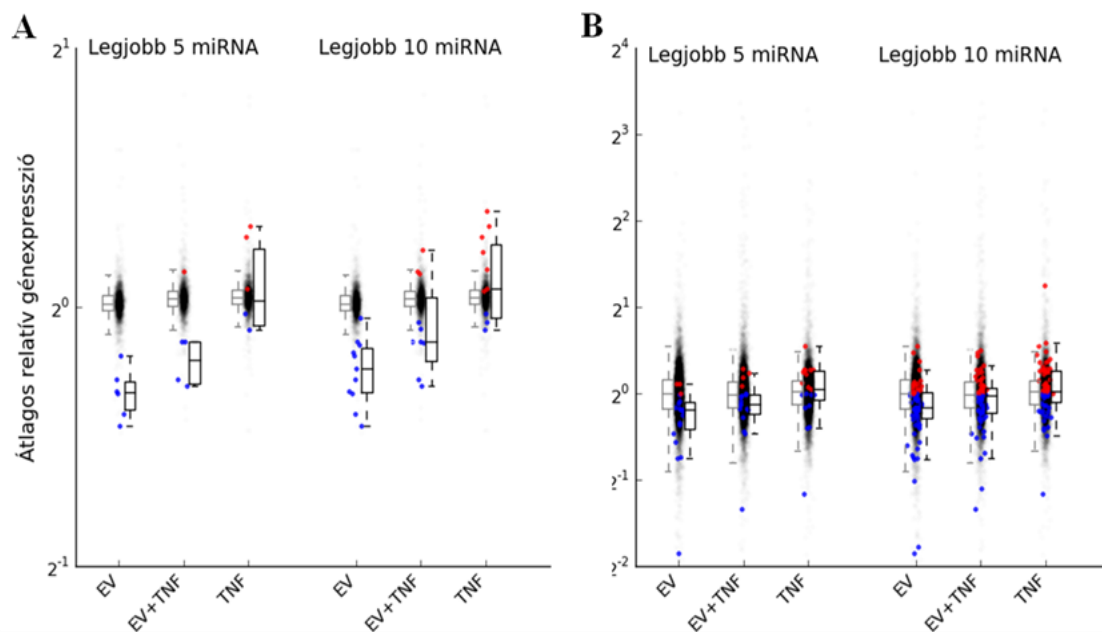 A
Legjobb 5 miRNA
Legjobb 10 miRNA
Átlagos relatív génexpresszió
2^1
2^0
2^-1
EV
EV+TNF
TNF
EV
EV+TNF
TNF
B
Legjobb 5 miRNA
Legjobb 10 miRNA
2^4
2^3
2^2
2^1
2^0
2^-1
2^-2
EV
EV+TNF
TNF
EV
EV+TNF
TNF